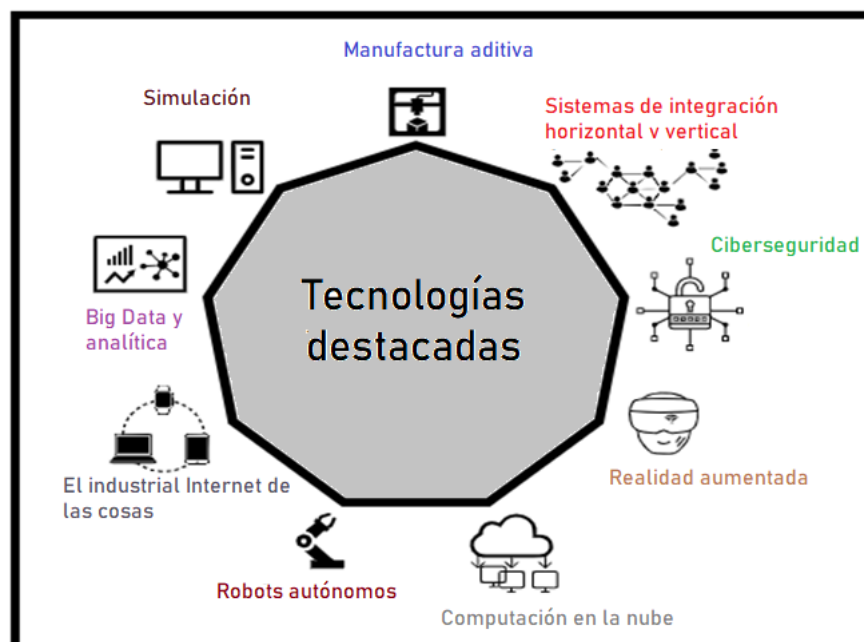 Manufactura aditiva
Simulación
Sistemas de integración
horizontal y vertical
Ciberseguridad
Tecnologías
destacadas
Big Data y
analítica
Realidad aumentada
El industrial Internet de
las cosas
Robots autónomos
Computación en la nube